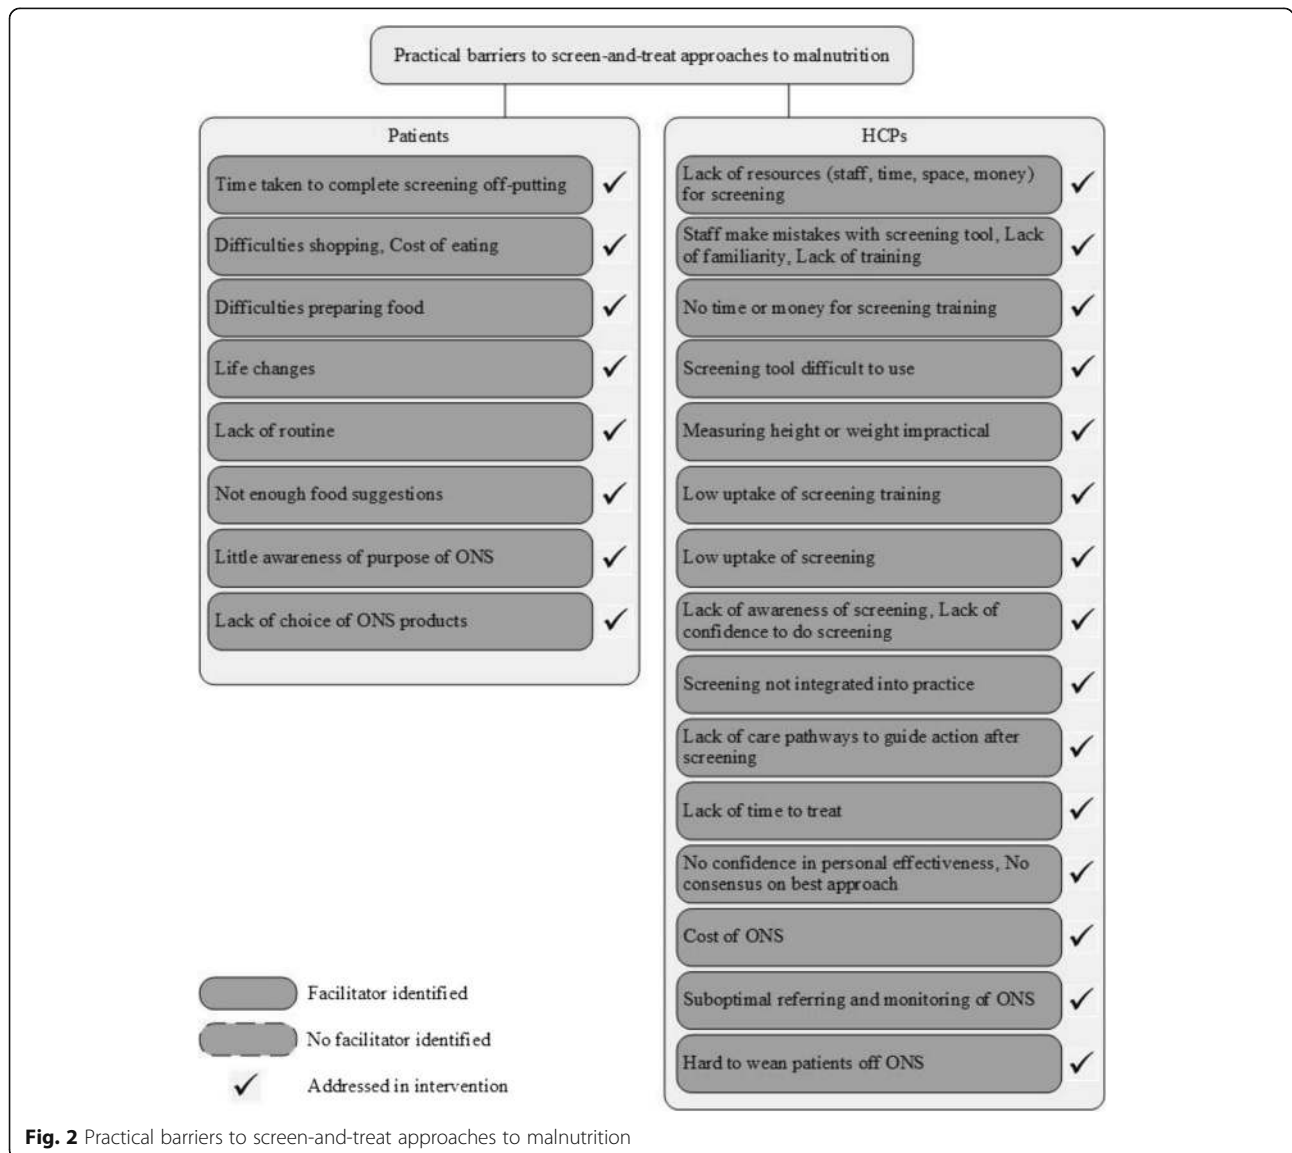 Practical barriers to screen-and-treat approaches to malnutrition
Patients
Time taken to complete screening off-putting
Difficulties shopping, Cost of eating
Difficulties preparing food
Life changes
Lack of routine
Not enough food suggestions
Little awareness of purpose of ONS
Lack of choice of ONS products
HCPs
Lack of resources (staff, time, space, money)
for screening
Staff make mistakes with screening tool, Lack
of familiarity, Lack of training
No time or money for screening training
Screening tool difficult to use
Measuring height or weight impractical
Low uptake of screening training
Low uptake of screening
Lack of awareness of screening, Lack of
confidence to do screening
Screening not integrated into practice
Lack of care pathways to guide action after
screening
Lack of time to treat
No confidence in personal effectiveness, No
consensus on best approach
Cost of ONS
Suboptimal referring and monitoring of ONS
Hard to wean patients off ONS
Facilitator identified
No facilitator identified
Addressed in intervention
Fig. 2 Practical barriers to screen-and-treat approaches to malnutrition